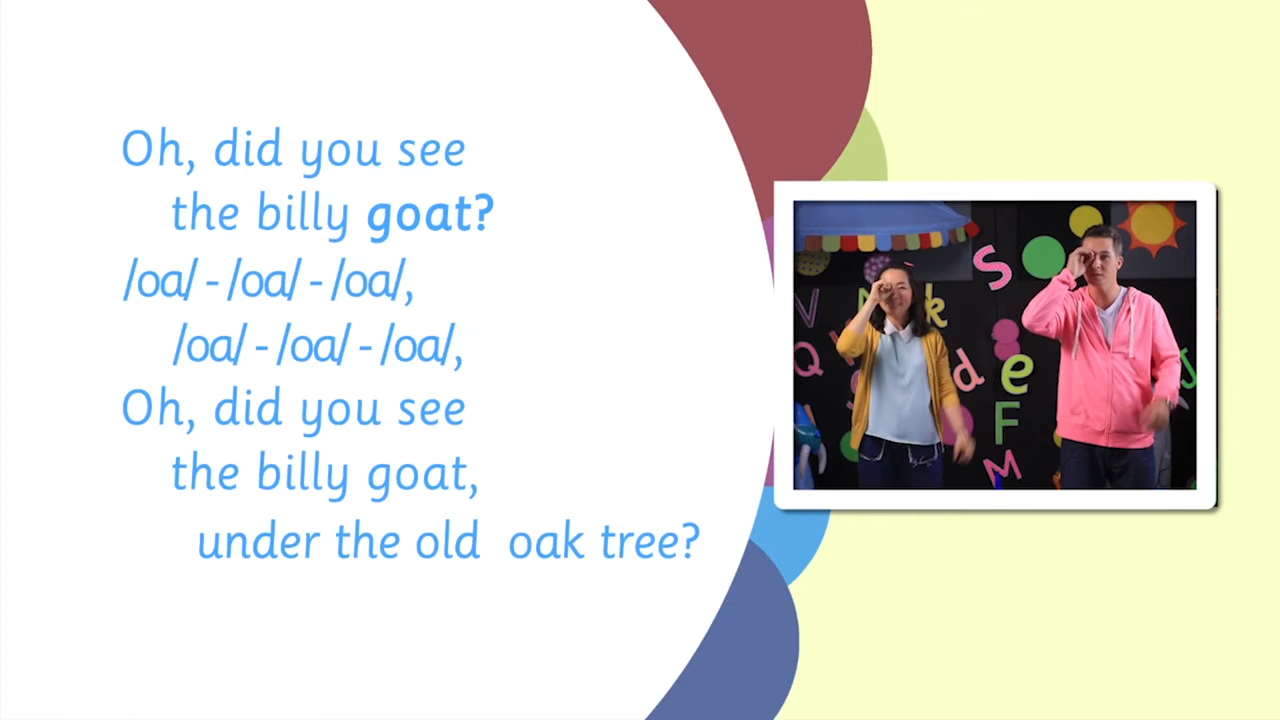 Oh, did you see
the billy goat?
/oa/ - /oa/ - /oa/,
/oa/ - /oa/ - /oa/,
Oh, did you see
the billy goat,
under the old oak tree?
S
V
N
k
Q
d
e
F
M
J